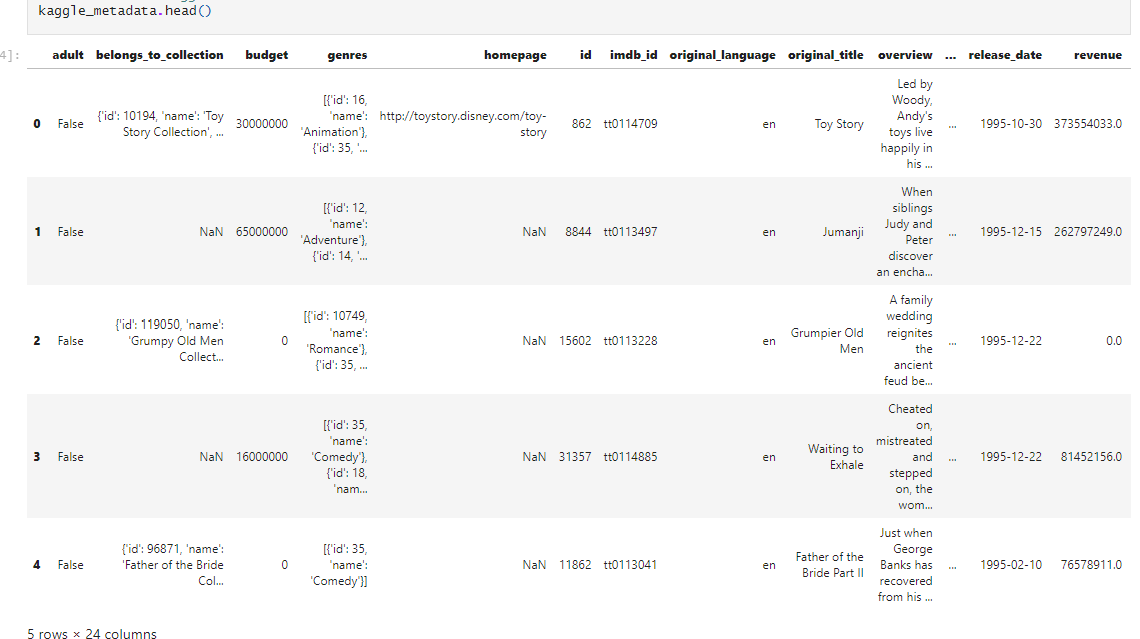 kaggle_metadata.head()
4]:
adult belongs_to_collection budget genres homepage id imdb_id original_language original_title overview ... release_date revenue
0 False {'id': 10194, 'name': 'Toy Story Collection', ... 30000000 [{'id': 16, 'name': 'Animation'}, {'id': 35, '... http://toystory.disney.com/toy-story 862 tt0114709 en Toy Story Led by Woody, Andy's toys live happily in his ... ... 1995-10-30 373554033.0
1 False NaN 65000000 [{'id': 12, 'name': 'Adventure'}, {'id': 14, '... NaN 8844 tt0113497 en Jumanji When siblings Judy and Peter discover an encha... ... 1995-12-15 262797249.0
2 False {'id': 119050, 'name': 'Grumpy Old Men Collect... 0 [{'id': 10749, 'name': 'Romance'}, {'id': 35, ... NaN 15602 tt0113228 en Grumpier Old Men A family wedding reignites the ancient feud be... ... 1995-12-22 0.0
3 False NaN 16000000 [{'id': 35, 'name': 'Comedy'}, {'id': 18, 'nam... NaN 31357 tt0114885 en Waiting to Exhale Cheated on, mistreated and stepped on, the wom... ... 1995-12-22 81452156.0
4 False {'id': 96871, 'name': 'Father of the Bride Col... 0 [{'id': 35, 'name': 'Comedy'}] NaN 11862 tt0113041 en Father of the Bride Part II Just when George Banks has recovered from his ... ... 1995-02-10 76578911.0
5 rows × 24 columns